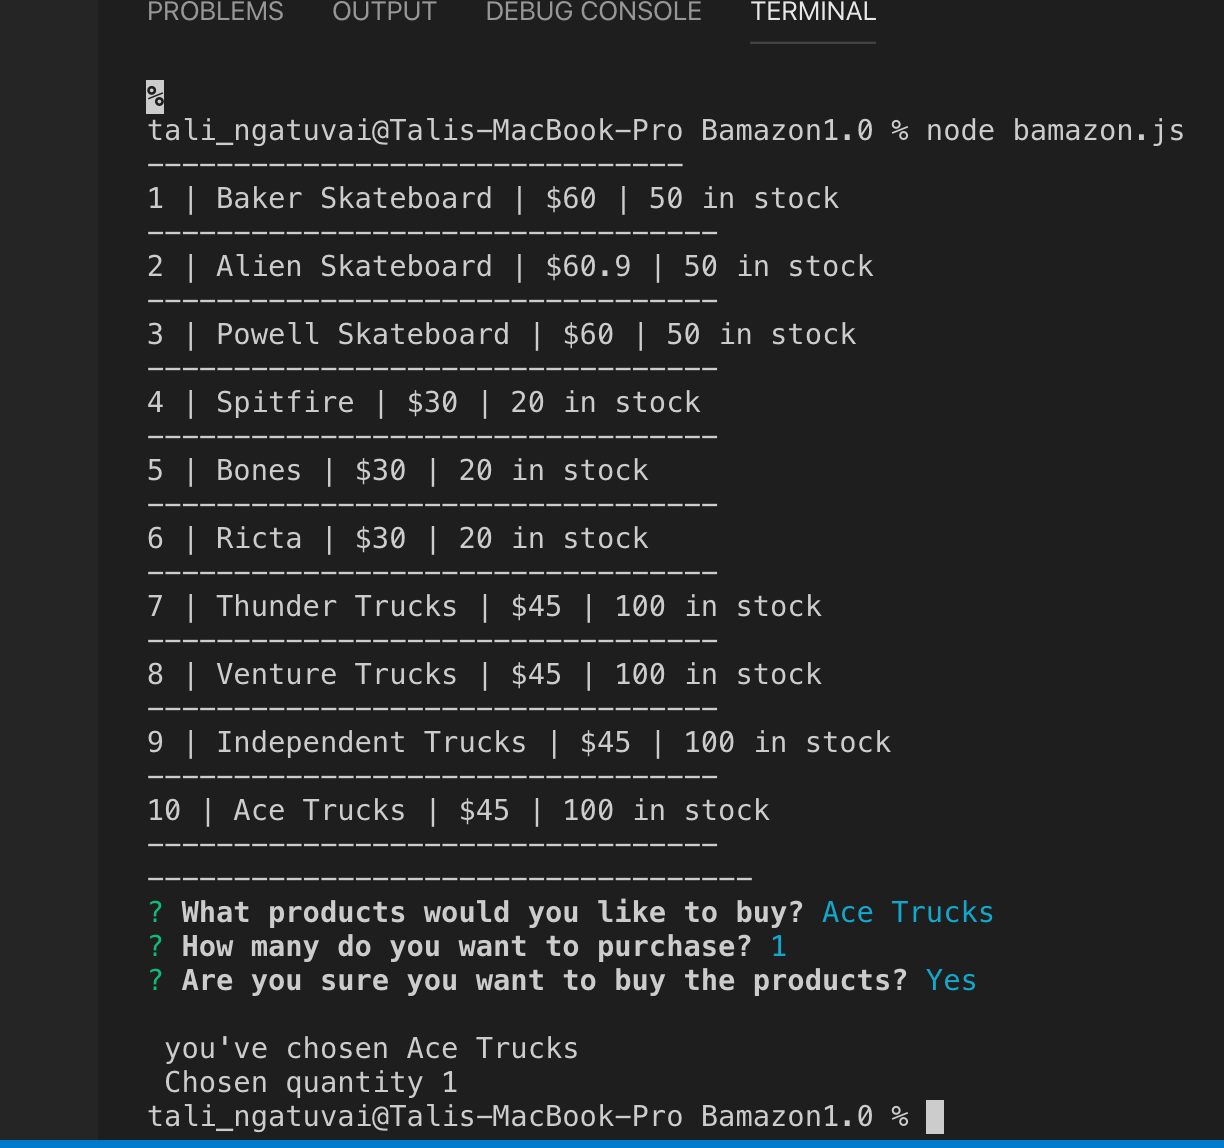 PROBLEMS OUTPUT DEBUG CONSOLE TERMINAL
%
tali_ngatuvai@Talis-MacBook-Pro Bamazon1.0 % node bamazon.js
-------------------------------
1 | Baker Skateboard | $60 | 50 in stock
---------------------------------
2 | Alien Skateboard | $60.9 | 50 in stock
---------------------------------
3 | Powell Skateboard | $60 | 50 in stock
---------------------------------
4 | Spitfire | $30 | 20 in stock
---------------------------------
5 | Bones | $30 | 20 in stock
---------------------------------
6 | Ricta | $30 | 20 in stock
---------------------------------
7 | Thunder Trucks | $45 | 100 in stock
---------------------------------
8 | Venture Trucks | $45 | 100 in stock
---------------------------------
9 | Independent Trucks | $45 | 100 in stock
---------------------------------
10 | Ace Trucks | $45 | 100 in stock
---------------------------------
-----------------------------------
? What products would you like to buy? Ace Trucks
? How many do you want to purchase? 1
? Are you sure you want to buy the products? Yes
you've chosen Ace Trucks
Chosen quantity 1
tali_ngatuvai@Talis-MacBook-Pro Bamazon1.0 %